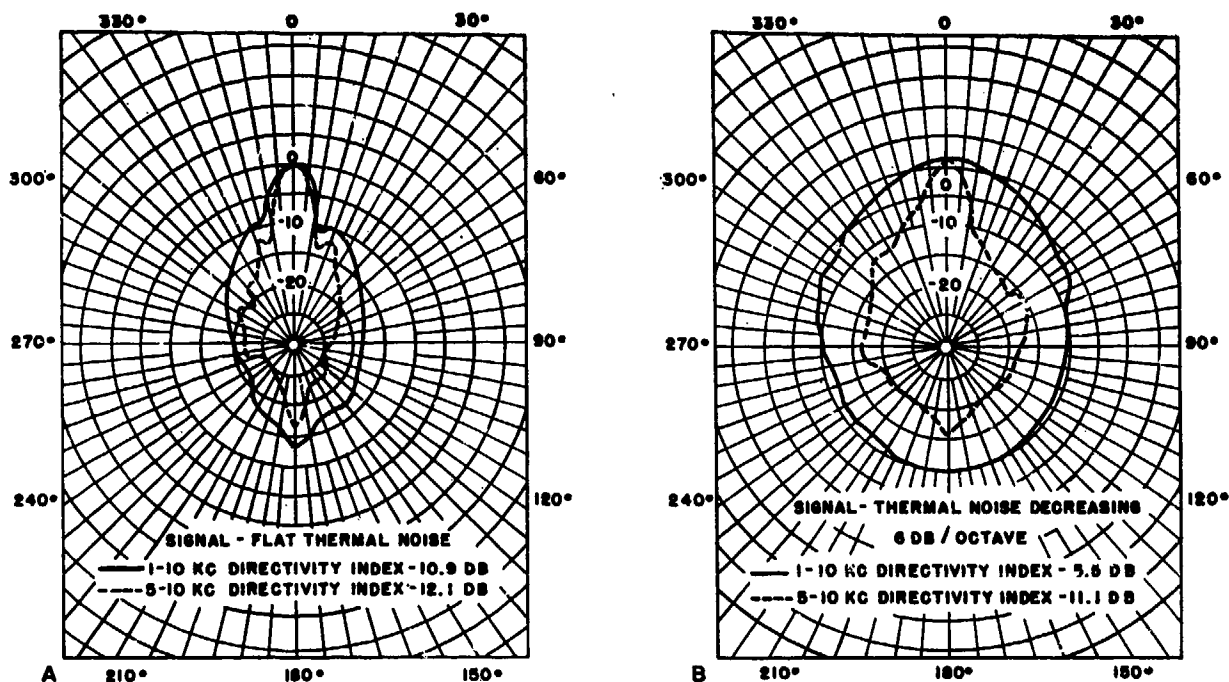 330° 0 30°
300° 60°
0
-10
-20
270° 90°
240° 120°
SIGNAL - FLAT THERMAL NOISE
1-10 KC DIRECTIVITY INDEX -10.9 DB
5-10 KC DIRECTIVITY INDEX -12.1 DB
A 210° 180° 150°
330° 0 30°
300° 60°
0
-10
-20
270° 90°
240° 120°
SIGNAL - THERMAL NOISE DECREASING
6 DB / OCTAVE
1-10 KC DIRECTIVITY INDEX - 5.5 DB
5-10 KC DIRECTIVITY INDEX -11.1 DB
B 210° 180° 150°